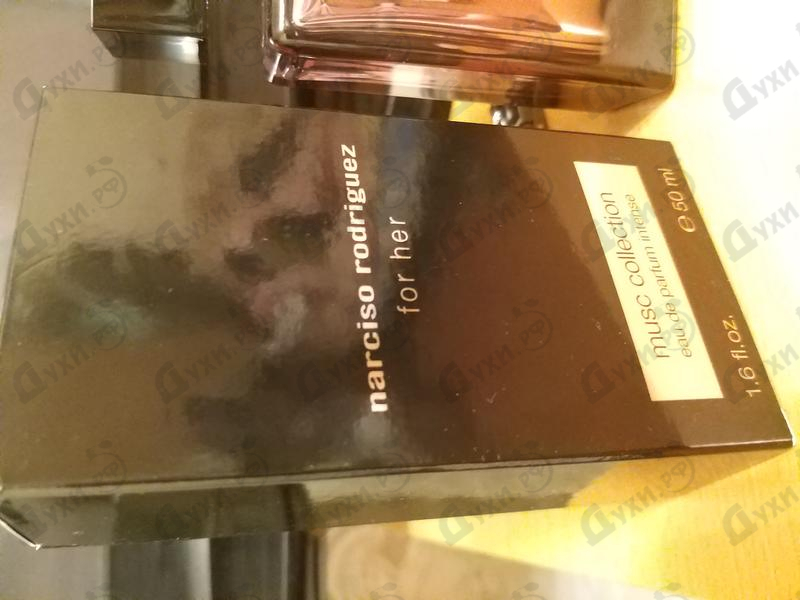 narciso rodriguez
for her
musc collection
eau de parfum intense
1.6 fl.oz. ℮ 50 ml
Духи.РФ